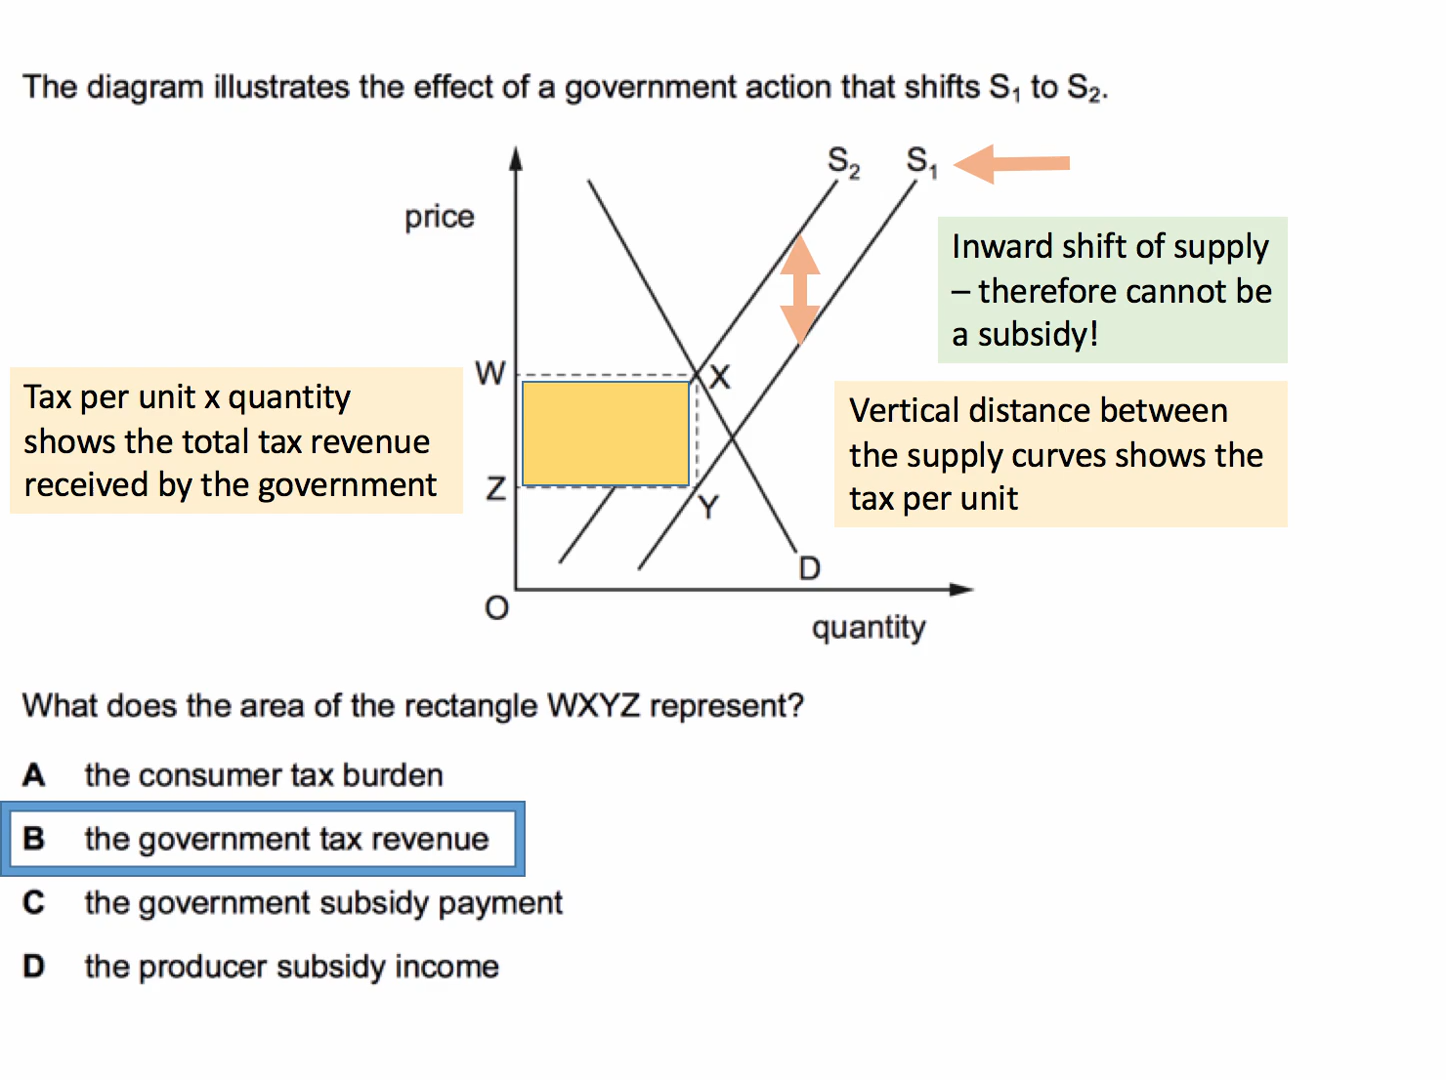 The diagram illustrates the effect of a government action that shifts S₁ to S₂.
S₂ S₁
price
Inward shift of supply
– therefore cannot be
a subsidy!
W
X
Tax per unit x quantity
shows the total tax revenue
received by the government
Vertical distance between
the supply curves shows the
tax per unit
Z
Y
D
O
quantity
What does the area of the rectangle WXYZ represent?
A the consumer tax burden
B the government tax revenue
C the government subsidy payment
D the producer subsidy income